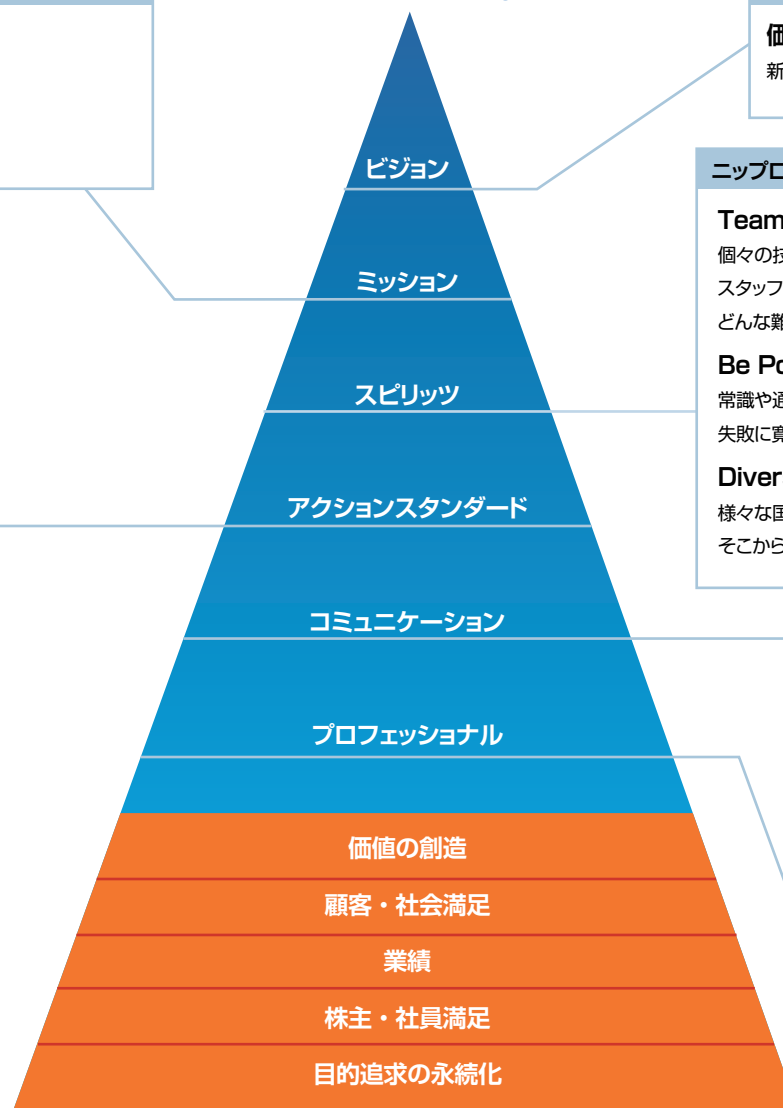 ビジョン
ミッション
スピリッツ
アクションスタンダード
コミュニケーション
プロフェッショナル
価値の創造
顧客・社会満足
業績
株主・社員満足
目的追求の永続化
価
新
ニップロ
Team
個々の技
スタッフ
どんな難
Be Po
常識や通
失敗に寛
Diver
様々な国
そこから